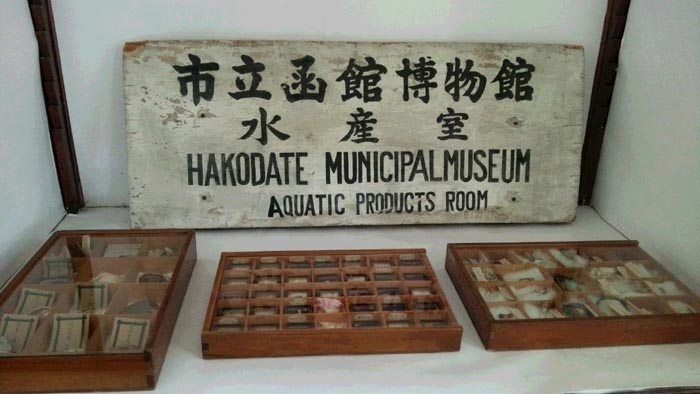 市立函館博物館
水産室
HAKODATE MUNICIPALMUSEUM
AQUATIC PRODUCTS ROOM